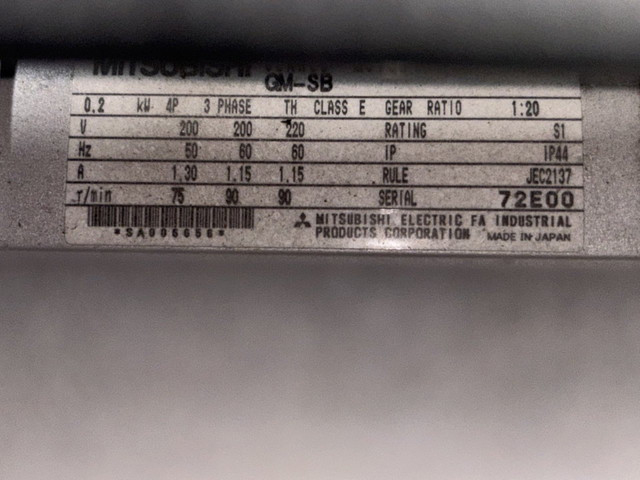 MITSUBISHI
GM-SB
0.2 kW 4P 3 PHASE TH CLASS E GEAR RATIO 1:20
V 200 200 220 RATING S1
Hz 50 60 60 IP IP44
A 1.30 1.15 1.15 RULE JEC2137
r/min 75 90 90 SERIAL 72E00
*SA006656*
MITSUBISHI ELECTRIC FA INDUSTRIAL
PRODUCTS CORPORATION MADE IN JAPAN